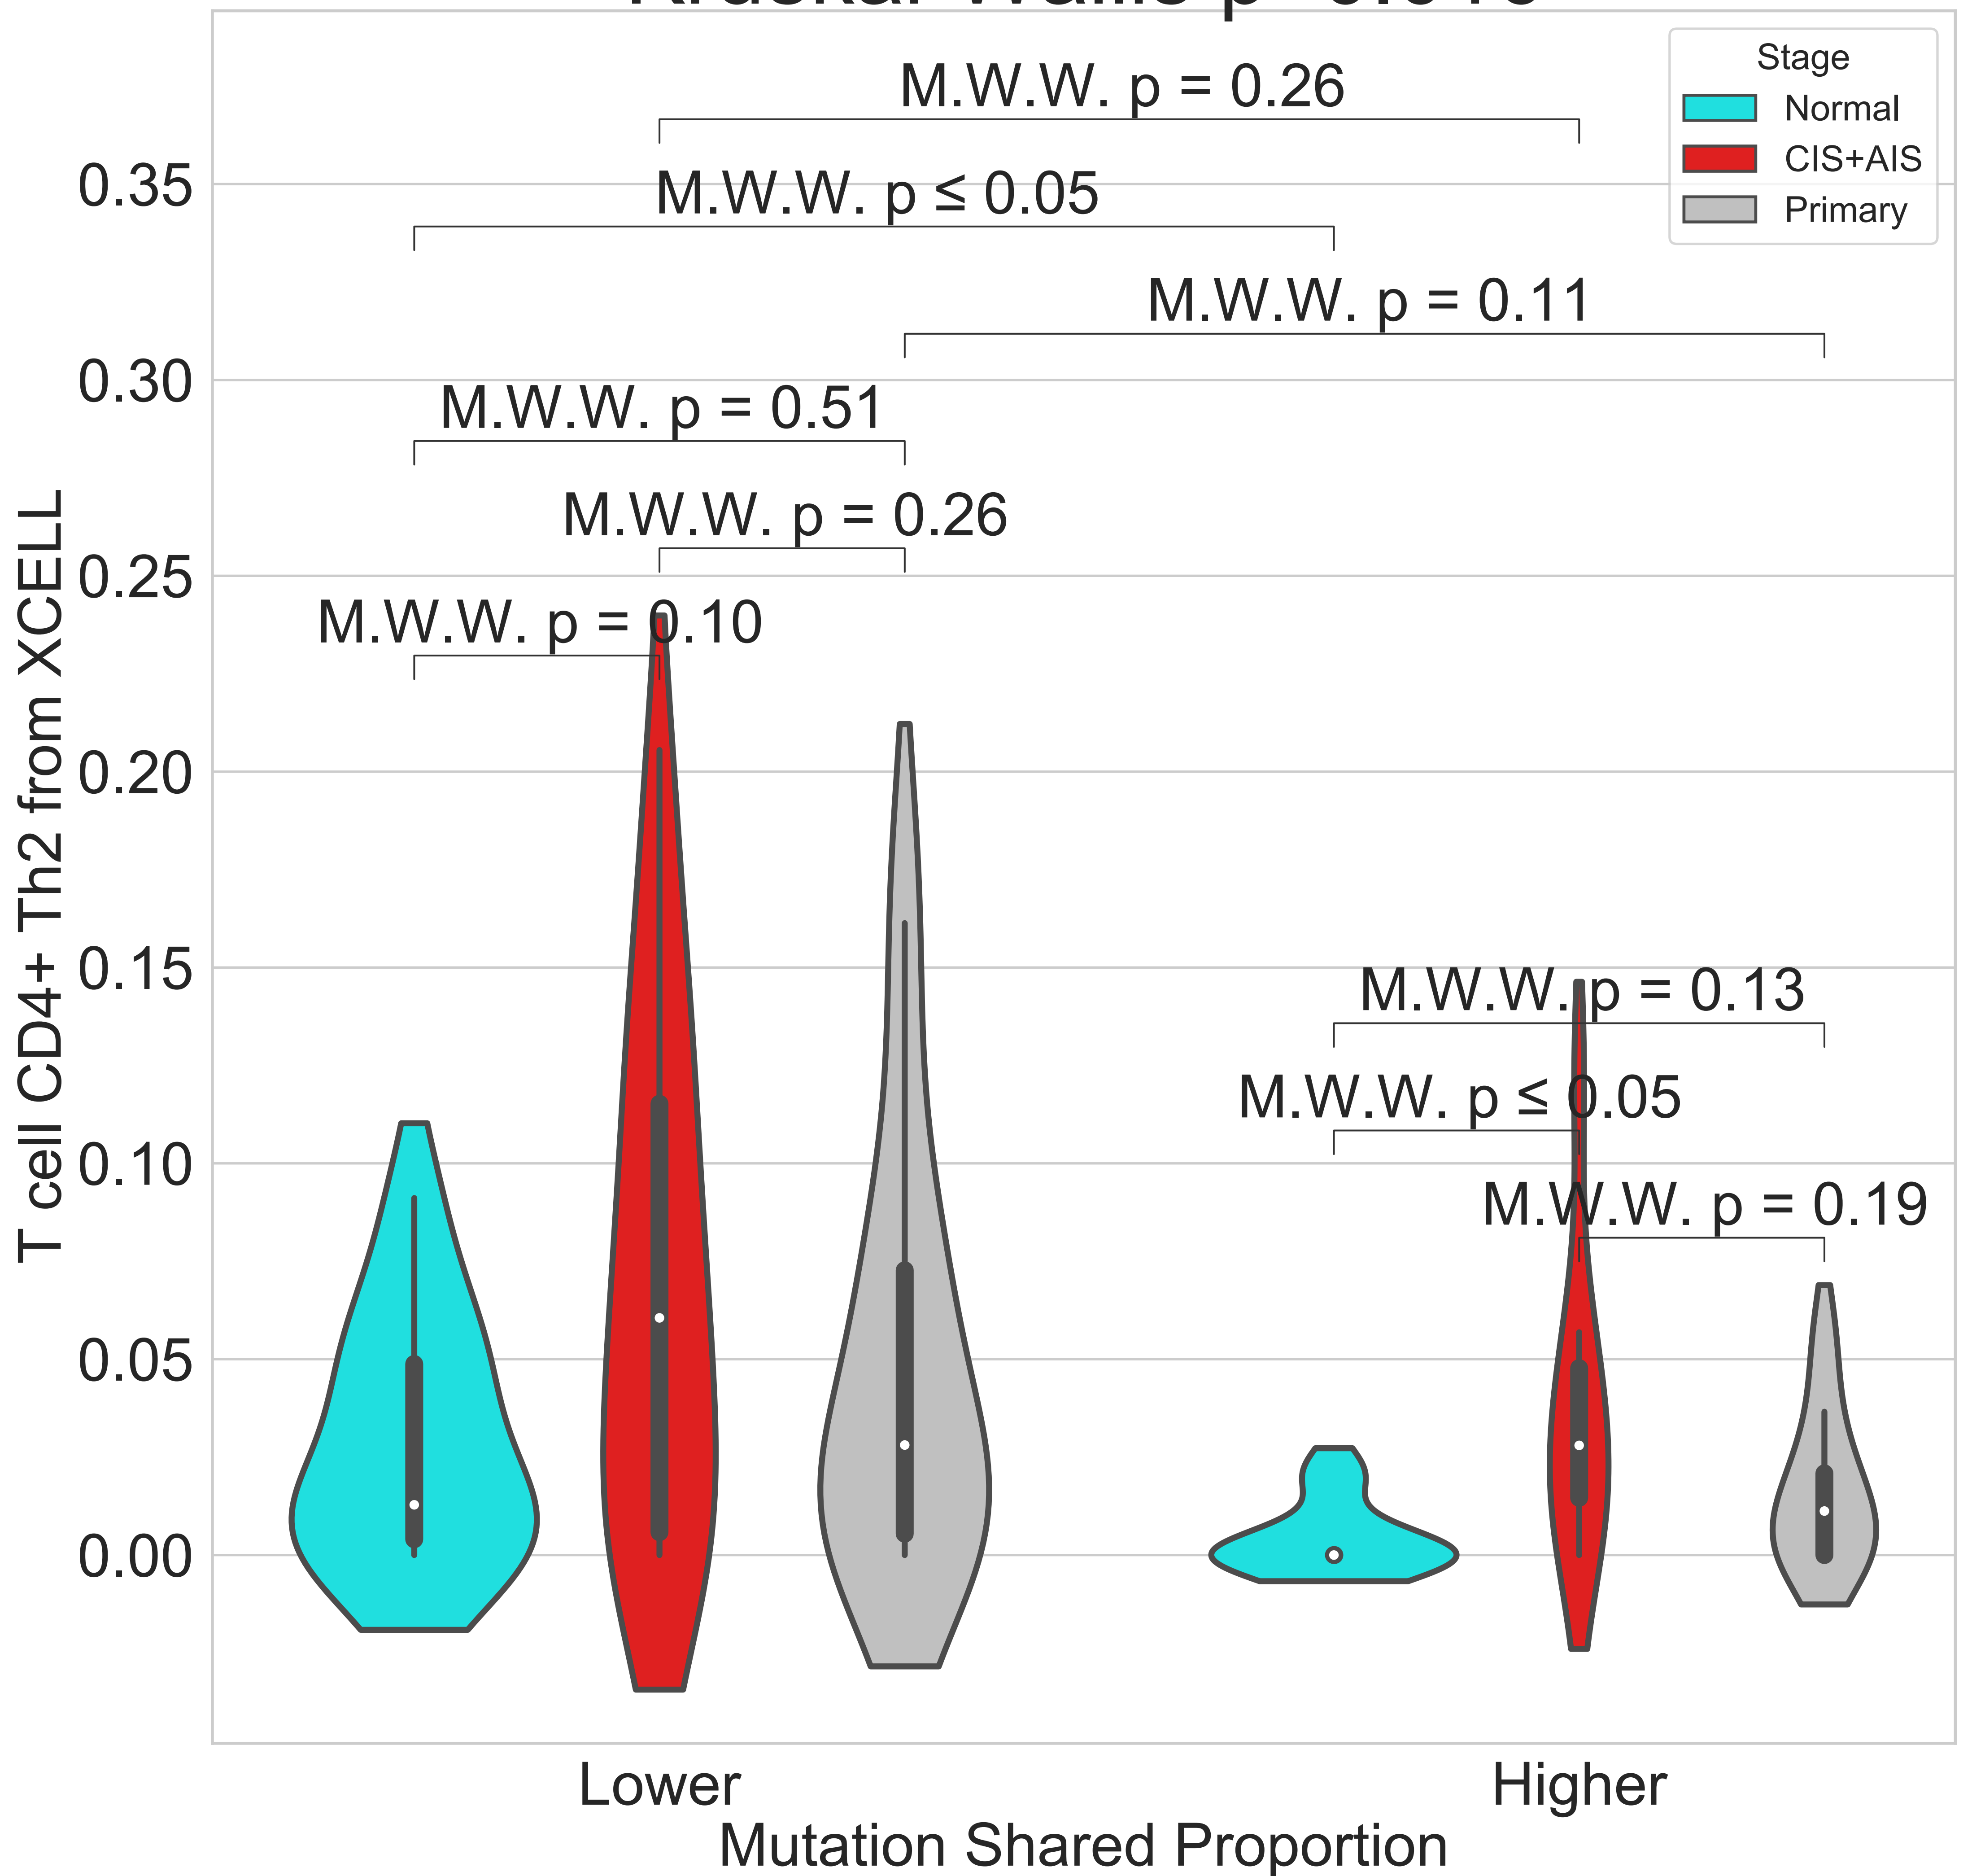 Stage
Normal
CIS+AIS
Primary
M.W.W. p = 0.26
M.W.W. p ≤ 0.05
M.W.W. p = 0.11
M.W.W. p = 0.51
M.W.W. p = 0.26
M.W.W. p = 0.10
M.W.W. p = 0.13
M.W.W. p ≤ 0.05
M.W.W. p = 0.19
0.35
0.30
0.25
0.20
0.15
0.10
0.05
0.00
T cell CD4+ Th2 from XCELL
Lower
Higher
Mutation Shared Proportion